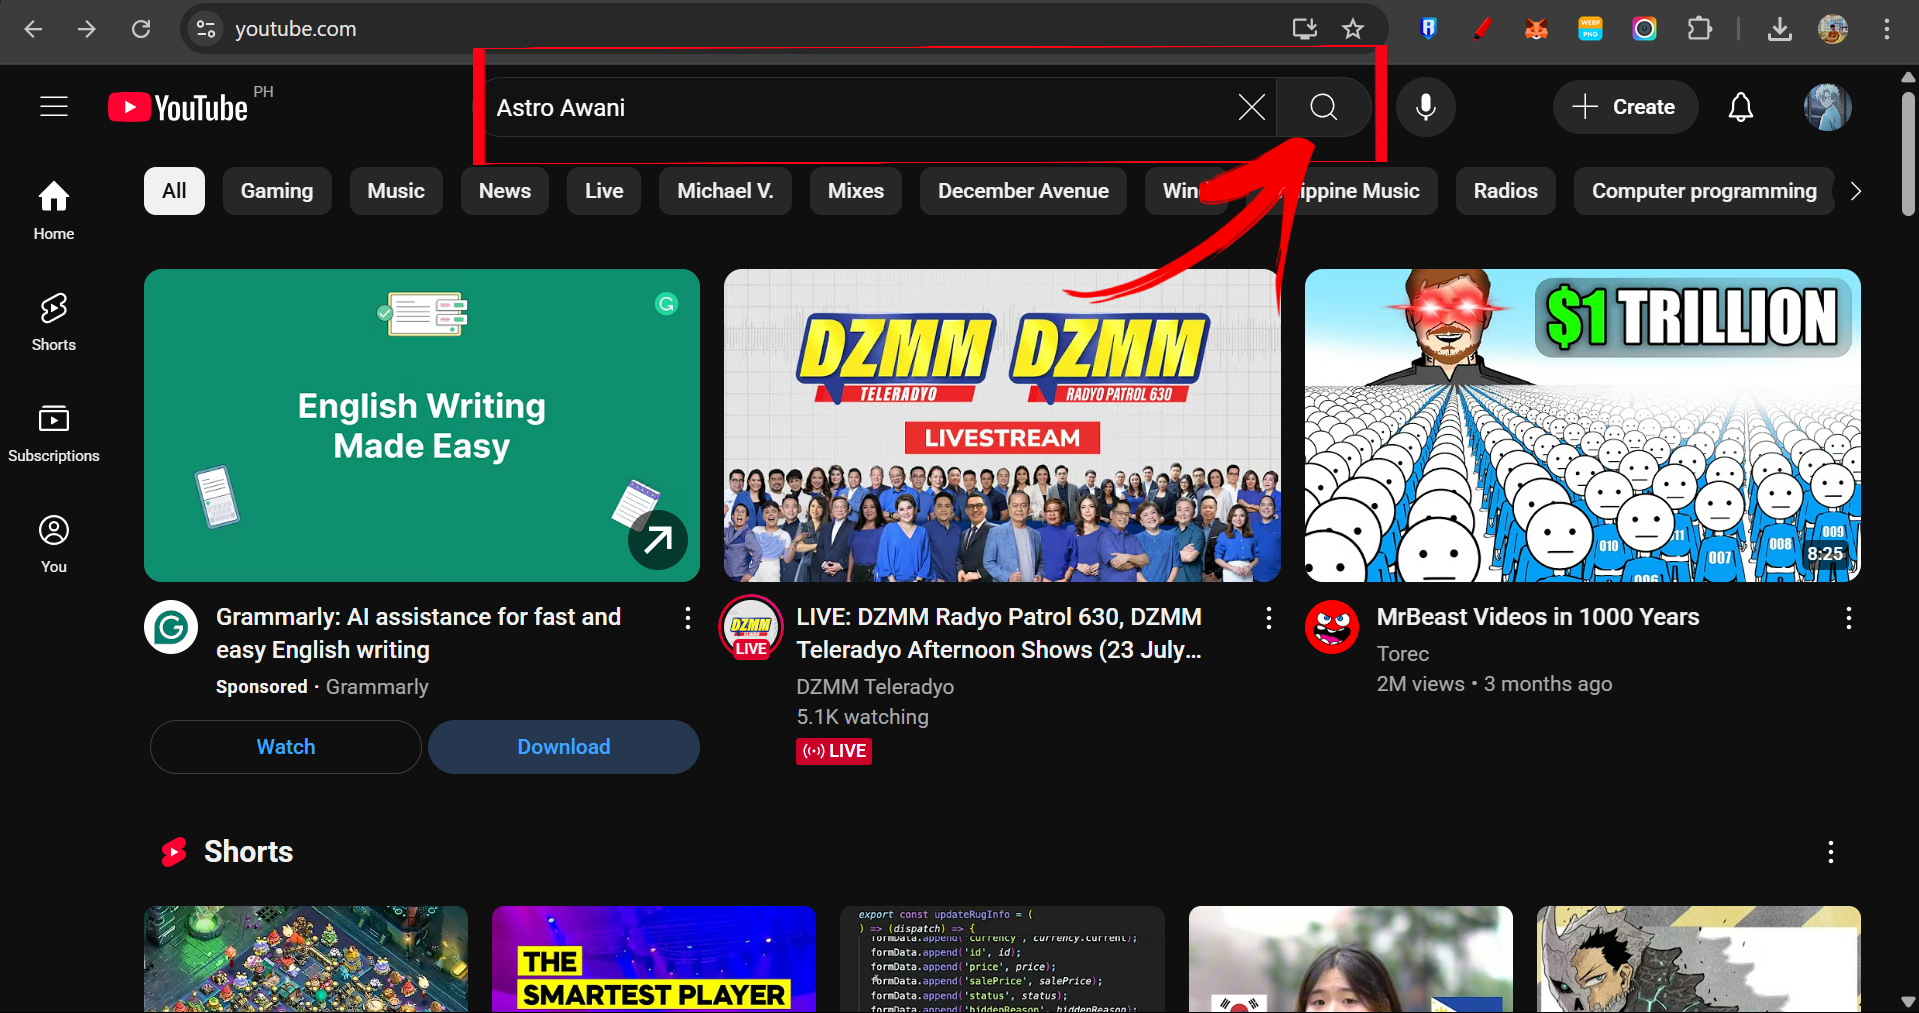 youtube.com
WEBP
PNG
YouTube
PH
Astro Awani
Create
All
Gaming
Music
News
Live
Michael V.
Mixes
December Avenue
Radios
Computer programming
Home
Shorts
Subscriptions
You
English Writing
Made Easy
DZMM
TELERADYO
DZMM
RADYO PATROL 630
LIVESTREAM
$1 TRILLION
010
11
007
008
009
006
8:25
Grammarly: AI assistance for fast and
easy English writing
Sponsored · Grammarly
Watch
Download
DZMM
LIVE
LIVE: DZMM Radyo Patrol 630, DZMM
Teleradyo Afternoon Shows (23 July...
DZMM Teleradyo
5.1K watching
LIVE
MrBeast Videos in 1000 Years
Torec
2M views • 3 months ago
Shorts
THE
SMARTEST PLAYER
export const updateRugInfo = (
) => (dispatch) => {
formData.append('currency', currency.current);
formData.append('id', id);
formData.append('price', price);
formData.append('salePrice', salePrice);
formData.append('status', status);
formData.append('hiddenReason', hiddenReason);